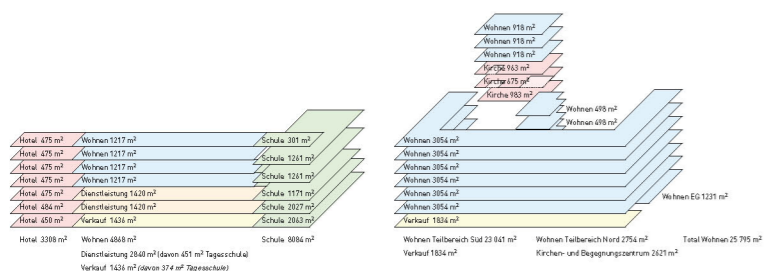 Wohnen 918 m²
Wohnen 918 m²
Wohnen 918 m²
Kirche 963 m²
Kirche 675 m²
Kirche 983 m²
Wohnen 498 m²
Wohnen 498 m²
Hotel 475 m² Wohnen 1217 m² Schule 301 m²
Hotel 475 m² Wohnen 1217 m² Schule 1261 m²
Hotel 475 m² Wohnen 1217 m² Schule 1261 m²
Hotel 475 m² Wohnen 1217 m²
Hotel 475 m² Dienstleistung 1420 m² Schule 1171 m²
Hotel 484 m² Dienstleistung 1420 m² Schule 2027 m²
Hotel 450 m² Verkauf 1436 m² Schule 2063 m²
Hotel 3308 m² Wohnen 4868 m² Schule 8084 m²
Dienstleistung 2840 m² (davon 451 m² Tagesschule)
Verkauf 1436 m² (davon 374 m² Tagesschule)
Wohnen 3854 m²
Wohnen 3854 m²
Wohnen 3854 m²
Wohnen 3854 m²
Wohnen 3854 m²
Wohnen 3854 m²
Wohnen EG 1231 m²
Verkauf 1834 m²
Wohnen Teilbereich Süd 23 041 m² Wohnen Teilbereich Nord 2754 m² Total Wohnen 25 795 m²
Verkauf 1834 m² Kirchen- und Begegnungszentrum 2621 m²